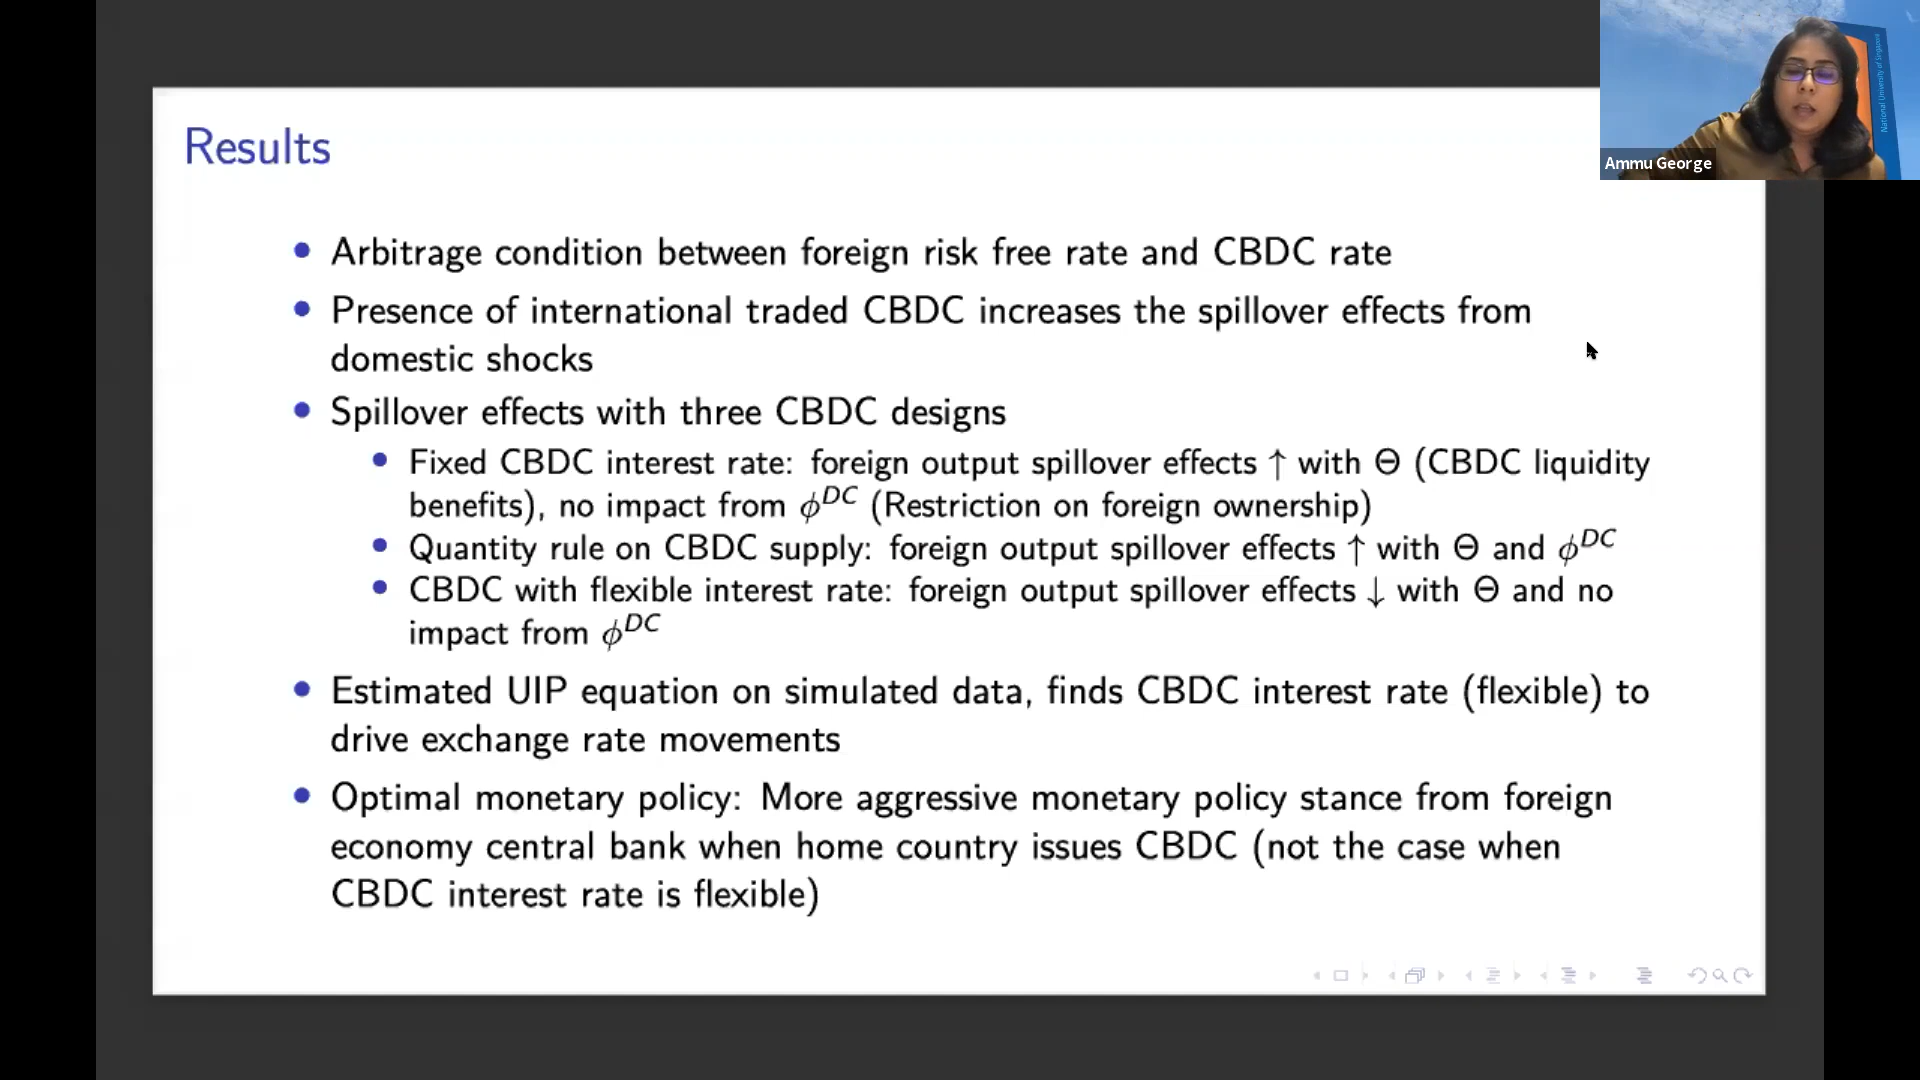 National University of Singapore
Ammu George
Results
• Arbitrage condition between foreign risk free rate and CBDC rate
• Presence of international traded CBDC increases the spillover effects from
domestic shocks
• Spillover effects with three CBDC designs
• Fixed CBDC interest rate: foreign output spillover effects ↑ with Θ (CBDC liquidity
benefits), no impact from ϕ^DC (Restriction on foreign ownership)
• Quantity rule on CBDC supply: foreign output spillover effects ↑ with Θ and ϕ^DC
• CBDC with flexible interest rate: foreign output spillover effects ↓ with Θ and no
impact from ϕ^DC
• Estimated UIP equation on simulated data, finds CBDC interest rate (flexible) to
drive exchange rate movements
• Optimal monetary policy: More aggressive monetary policy stance from foreign
economy central bank when home country issues CBDC (not the case when
CBDC interest rate is flexible)